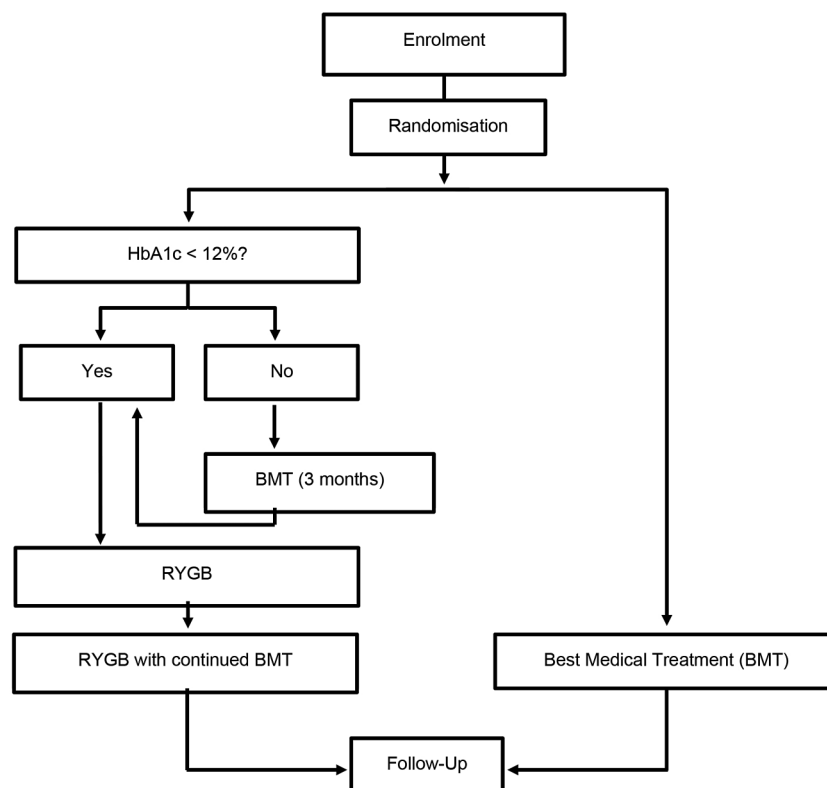 Enrolment
Randomisation
HbA1c < 12%?
Yes
No
BMT (3 months)
RYGB
RYGB with continued BMT
Best Medical Treatment (BMT)
Follow-Up